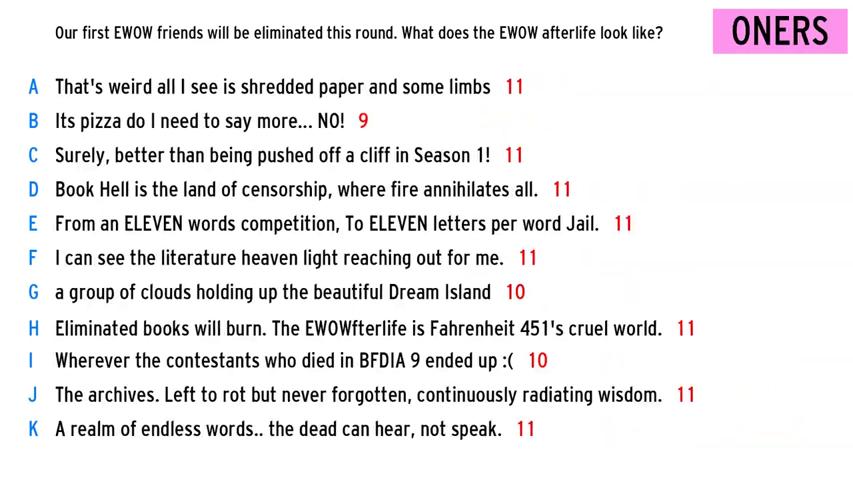 Our first EWOW friends will be eliminated this round. What does the EWOW afterlife look like?
ONERS
A That's weird all I see is shredded paper and some limbs 11
B Its pizza do I need to say more... NO! 9
C Surely, better than being pushed off a cliff in Season 1! 11
D Book Hell is the land of censorship, where fire annihilates all. 11
E From an ELEVEN words competition, To ELEVEN letters per word Jail. 11
F I can see the literature heaven light reaching out for me. 11
G a group of clouds holding up the beautiful Dream Island 10
H Eliminated books will burn. The EWOWfterlife is Fahrenheit 451's cruel world. 11
I Wherever the contestants who died in BFDIA 9 ended up :( 10
J The archives. Left to rot but never forgotten, continuously radiating wisdom. 11
K A realm of endless words.. the dead can hear, not speak. 11